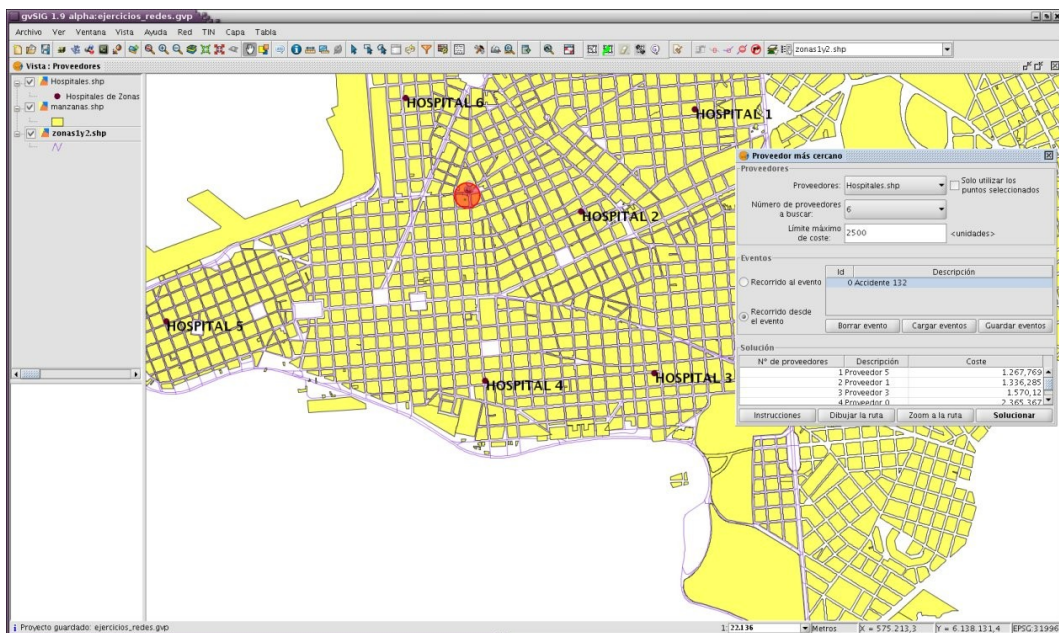 gvSIG 1.9 alpha:ejercicios_redes.gvp
Archivo Ver Ventana Vista Ayuda Red TIN Capa Tabla
zonas1y2.shp
Vista : Proveedores
Hospitales.shp
Hospitales de Zonas
manzanas.shp
zonas1y2.shp
HOSPITAL 6
HOSPITAL 1
HOSPITAL 2
HOSPITAL 5
HOSPITAL 4
HOSPITAL 3
Proveedor más cercano
Proveedores
Proveedores: Hospitales.shp Solo utilizar los
puntos seleccionados
Número de proveedores
a buscar: 6
Límite máximo
de coste: 2500 <unidades>
Eventos
Id Descripción
0 Accidente 132
Recorrido al evento
Recorrido desde
el evento
Borrar evento Cargar eventos Guardar eventos
Solución
N° de proveedores Descripción Coste
1 Proveedor 5 1.267,769
2 Proveedor 1 1.336,285
3 Proveedor 3 1.570,12
4 Proveedor 0 2.365,367
Instrucciones Dibujar la ruta Zoom a la ruta Solucionar
Proyecto guardado: ejercicios_redes.gvp 1: 22.136 Metros X = 575.213,3 Y = 6.138.131,4 EPSG:31996